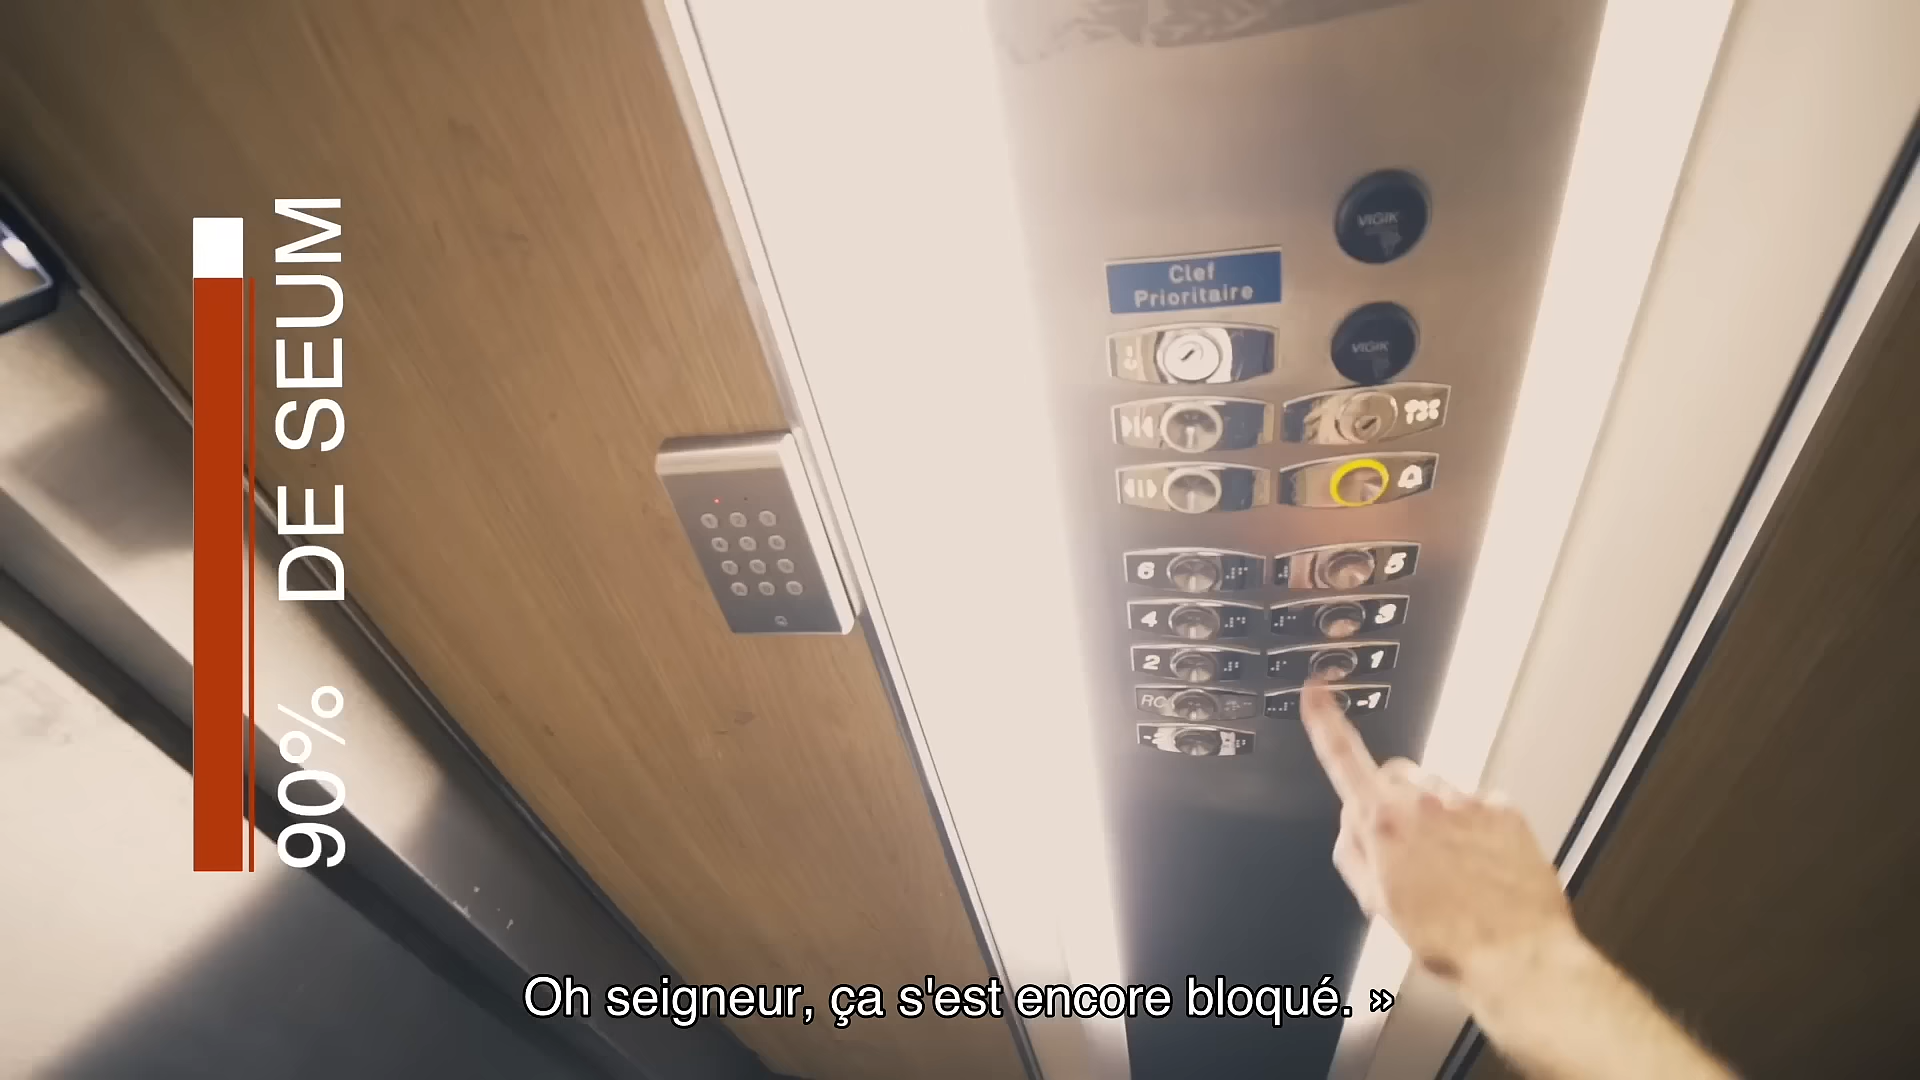 90% DE SEUM
VIGIK
Clef
Prioritaire
VIGIK
6
5
4
3
2
1
-1
Oh seigneur, ça s'est encore bloqué. »